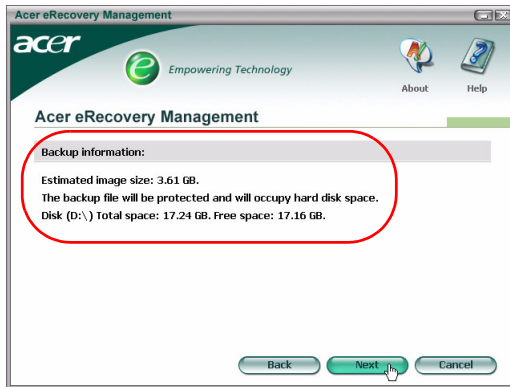 Acer eRecovery Management
acer
e Empowering Technology
About Help
Acer eRecovery Management
Backup information:
Estimated image size: 3.61 GB.
The backup file will be protected and will occupy hard disk space.
Disk (D:\) Total space: 17.24 GB. Free space: 17.16 GB.
Back Next Cancel